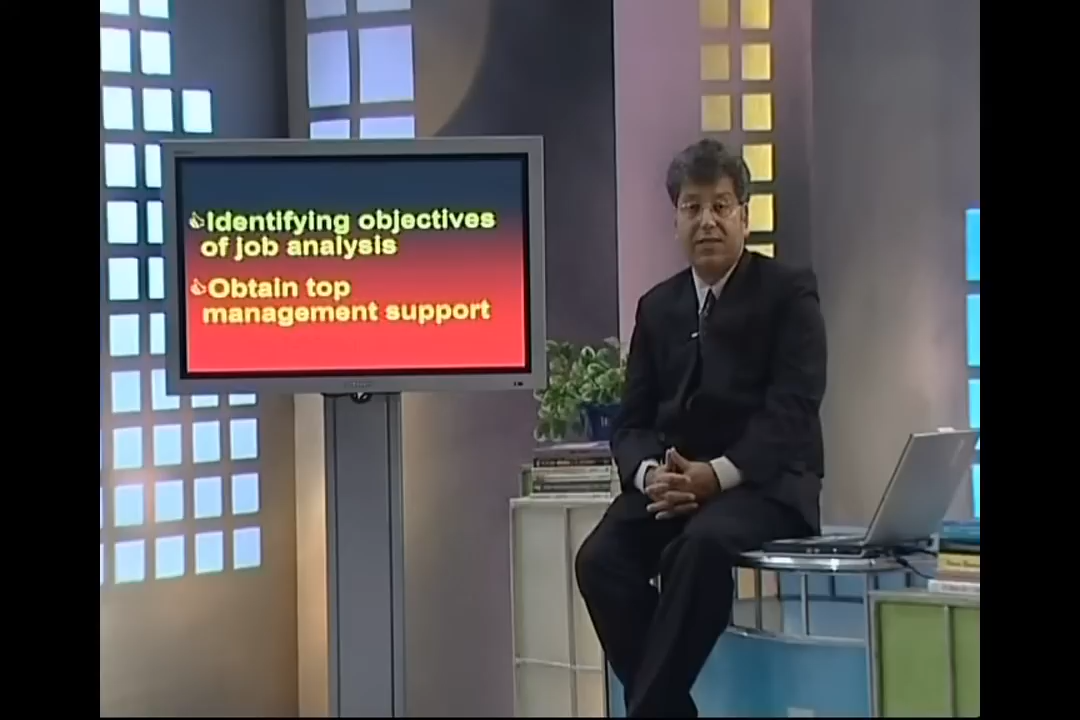 Identifying objectives
of job analysis
Obtain top
management support